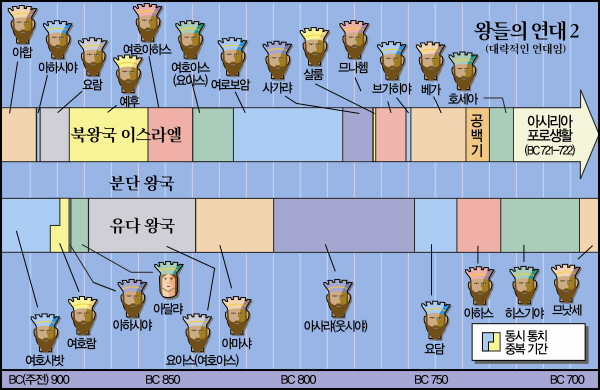 왕들의 연대 2
(대략적인 연대임)
아합
아하시야
요람
예후
여호아하스
여호아스
(요아스)
여로보암
사가랴
살룸
므나헴
브가히야
베가
호세아
북왕국 이스라엘
공백기
아시리아
포로생활
(BC 721-722)
분단 왕국
유다 왕국
여호사밧
여호람
아하시야
아달랴
요아스(여호아스)
아마샤
아사랴(웃시야)
요담
아하스
히스기야
므낫세
동시 통치
중복 기간
BC(주전) 900
BC 850
BC 800
BC 750
BC 700